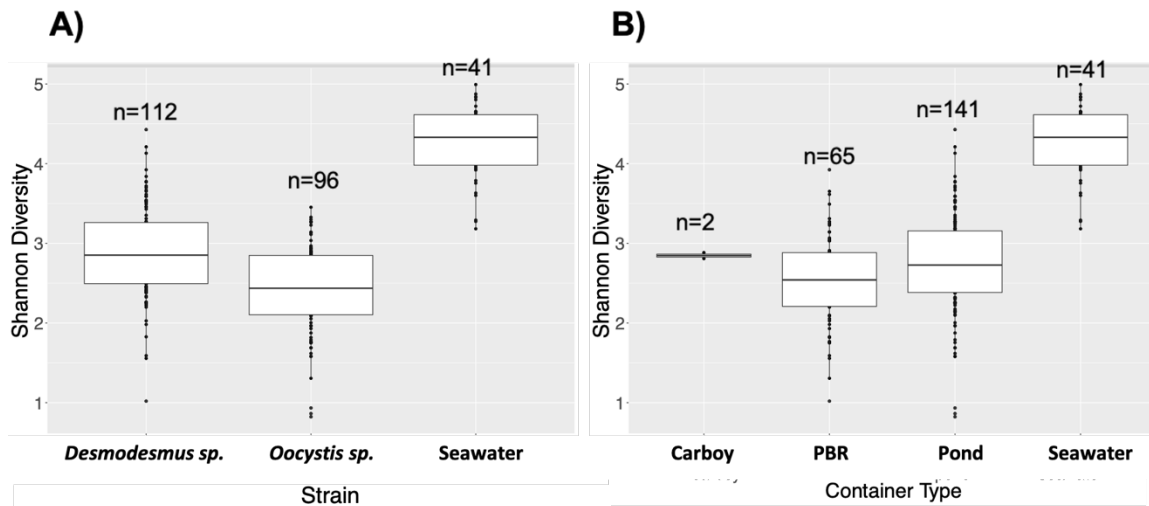 A)
n=112
n=96
n=41
5
4
3
2
1
Shannon Diversity
Desmodesmus sp.
Oocystis sp.
Seawater
Strain
B)
n=2
n=65
n=141
n=41
5
4
3
2
1
Shannon Diversity
Carboy
PBR
Pond
Seawater
Container Type